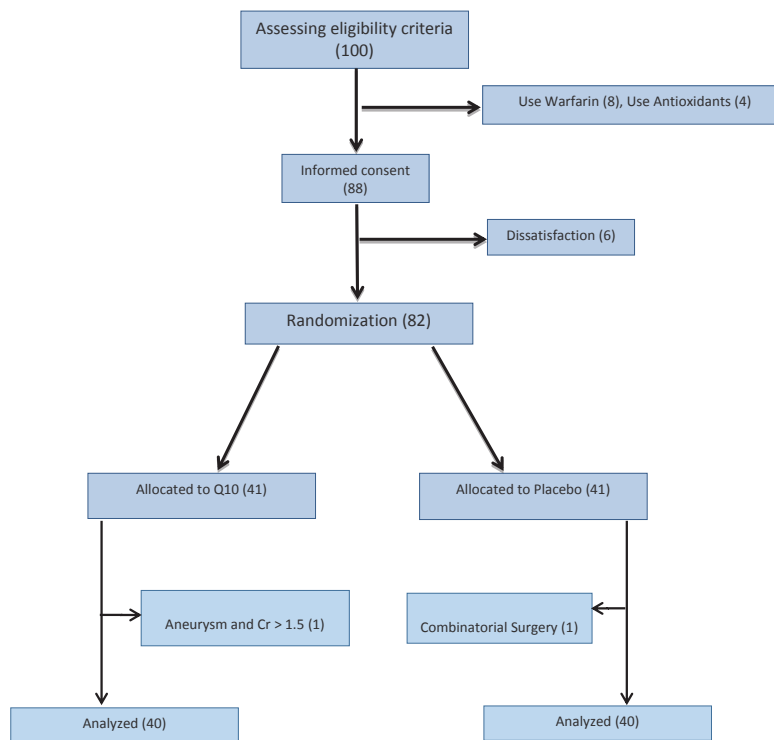 Assessing eligibility criteria
(100)
Use Warfarin (8), Use Antioxidants (4)
Informed consent
(88)
Dissatisfaction (6)
Randomization (82)
Allocated to Q10 (41)
Allocated to Placebo (41)
Aneurysm and Cr > 1.5 (1)
Combinatorial Surgery (1)
Analyzed (40)
Analyzed (40)